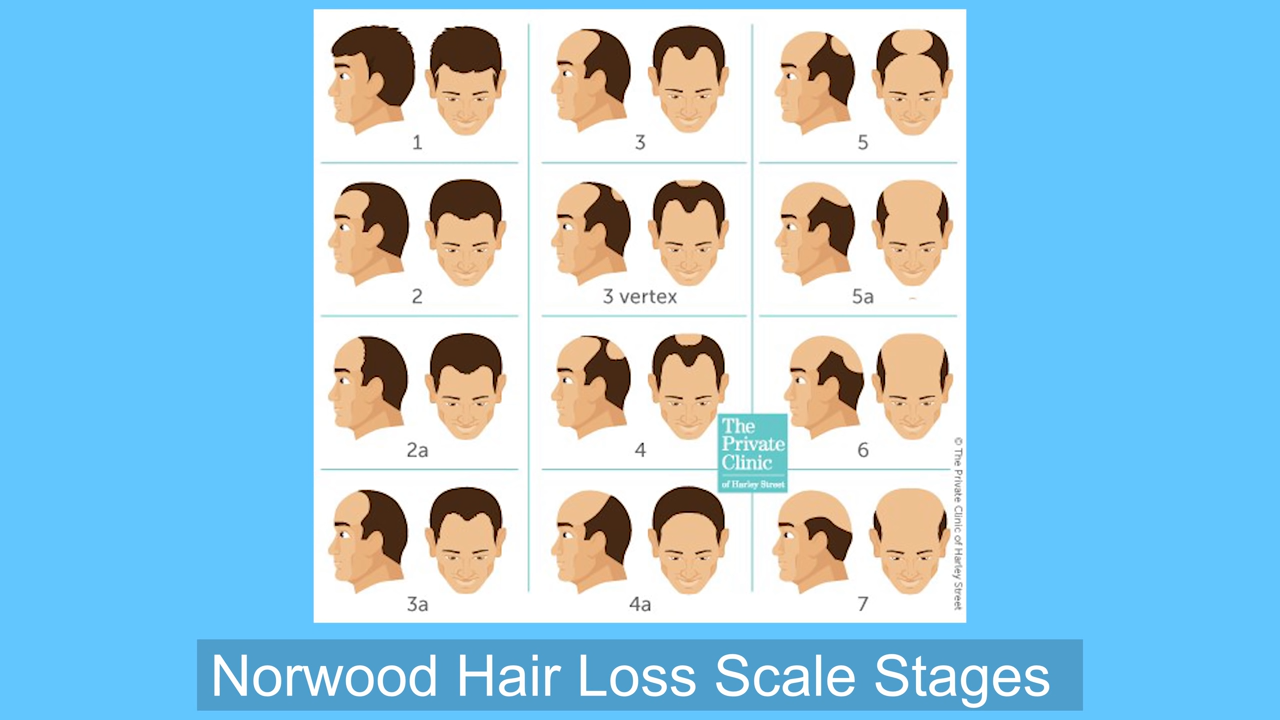 1
3
5
2
3 vertex
5a
2a
4
6
3a
4a
7
The
Private
Clinic
of Harley Street
© The Private Clinic of Harley Street
Norwood Hair Loss Scale Stages